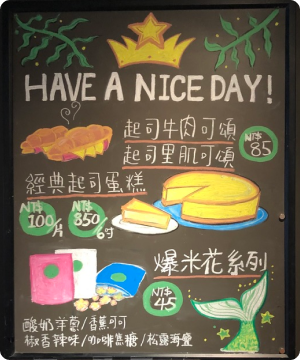 HAVE A NICE DAY!
起司牛肉可頌
起司里肌可頌
NT$
85
經典起司蛋糕
NT$
100/片
NT$
850/6吋
爆米花系列
NT$
45
酸奶洋蔥/香蕉可可
椒香辣味/咖啡焦糖/松露海鹽